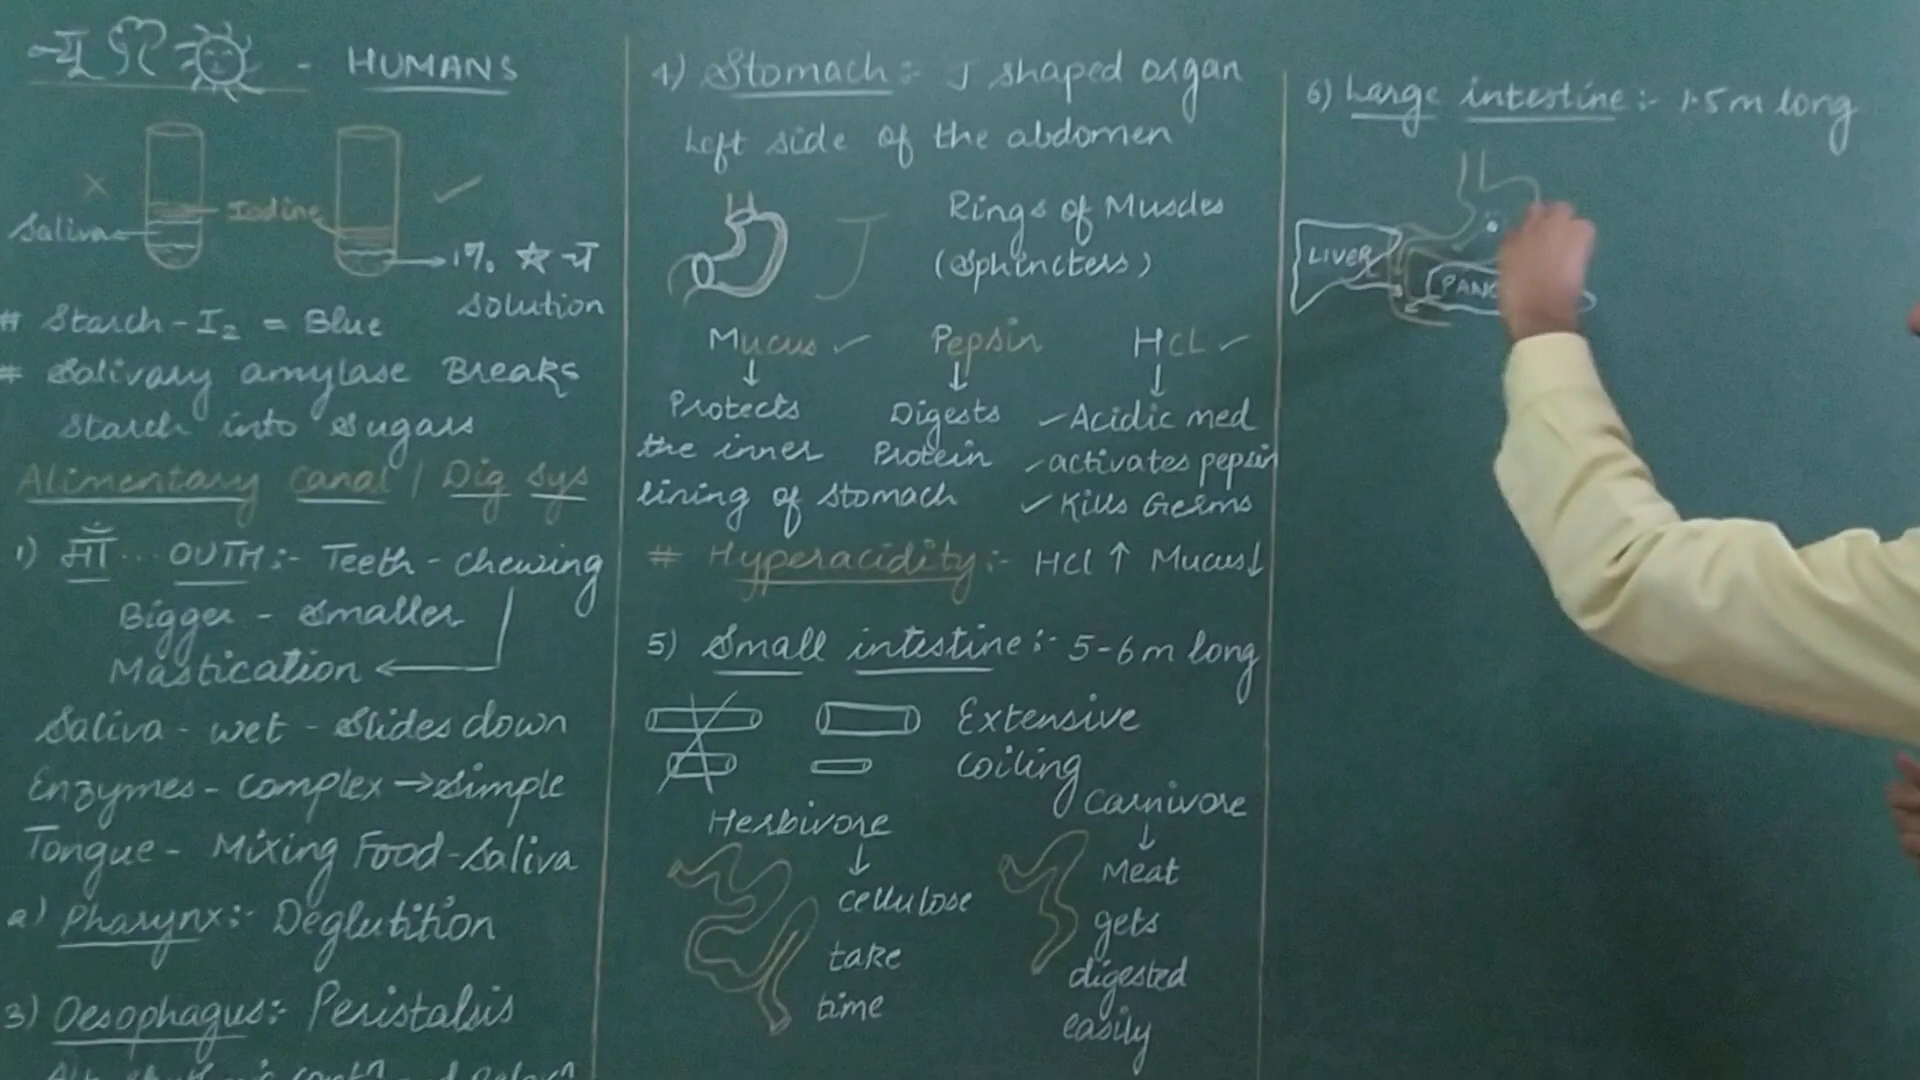 न्यू - HUMANS
Saliva
Iodine
1% ★ र्च
solution
# Starch - I2 = Blue
# Salivary amylase Breaks
starch into sugars
Alimentary Canal / Dig Sys
1) माँ... OUTH:- Teeth - chewing
Bigger - Smaller
Mastication
Saliva - wet - Slides down
Enzymes - complex → simple
Tongue - Mixing Food - Saliva
2) Pharynx:- Deglutition
3) Oesophagus:- Peristalsis
4) Stomach:- J shaped organ
Left side of the abdomen
J
Rings of Muscles
(Sphincters)
Mucus ✓ Pepsin HCL ✓
↓ ↓ ↓
Protects Digests ✓ Acidic med
the inner Protein ✓ activates pepsin
lining of stomach ✓ Kills Germs
# Hyperacidity:- HCl ↑ Mucus ↓
5) Small intestine:- 5-6m long
Extensive
coiling
Herbivore
↓
cellulose
take
time
Carnivore
↓
Meat
gets
digested
easily
6) Large intestine:- 1.5m long
LIVER
PANC